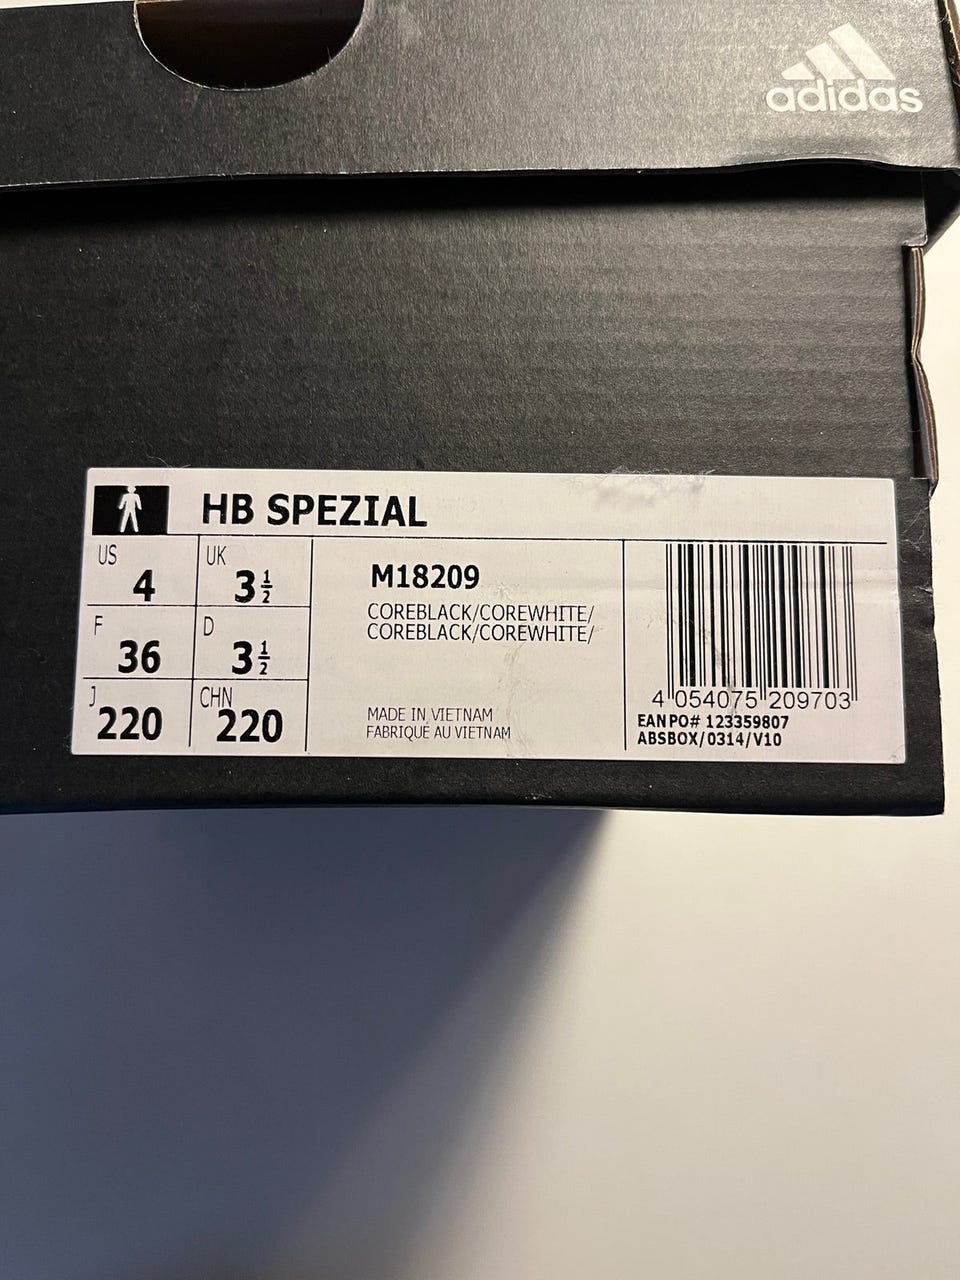 adidas
HB SPEZIAL
US
4
UK
3 1/2
F
36
D
3 1/2
J
220
CHN
220
M18209
COREBLACK/COREWHITE/
COREBLACK/COREWHITE/
MADE IN VIETNAM
FABRIQUÉ AU VIETNAM
4 054075 209703
EAN PO# 123359807
ABSBOX/0314/V10